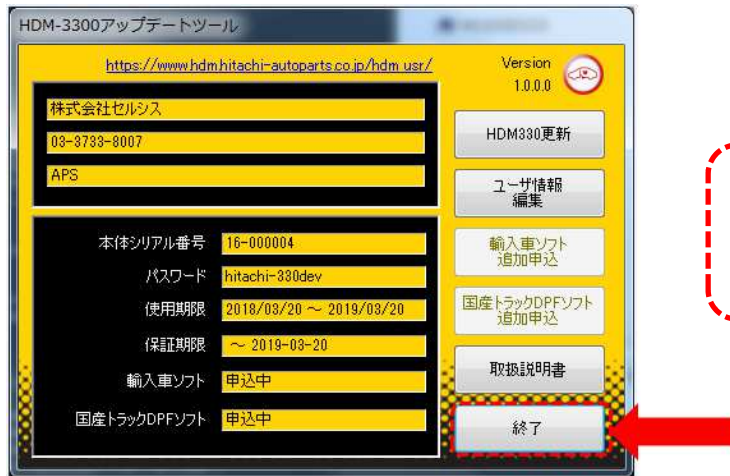 HDM-3300アップデートツール
https://www.hdm.hitachi-autoparts.co.jp/hdm_usr/
Version
1.0.0.0
株式会社セルシス
03-3733-8007
APS
HDM330更新
ユーザ情報
編集
輸入車ソフト
追加申込
国産トラックDPFソフト
追加申込
取扱説明書
終了
本体シリアル番号 16-000004
パスワード hitachi-330dev
使用期限 2018/03/20 ～ 2019/03/20
保証期限 ～ 2019-03-20
輸入車ソフト 申込中
国産トラックDPFソフト 申込中